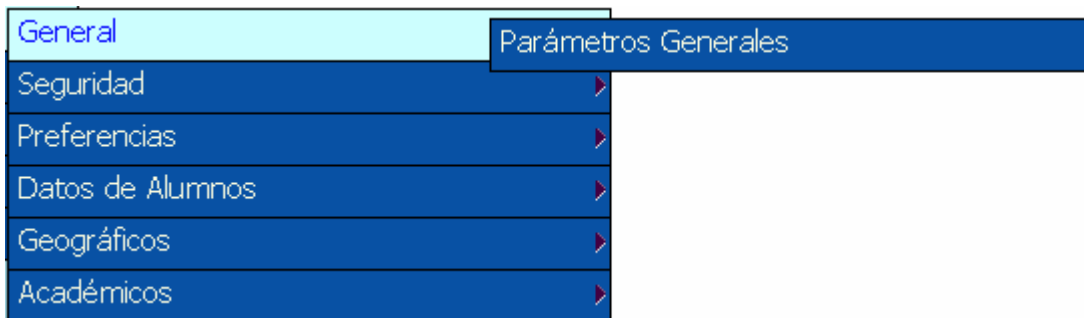 General
Parámetros Generales
Seguridad
Preferencias
Datos de Alumnos
Geográficos
Académicos